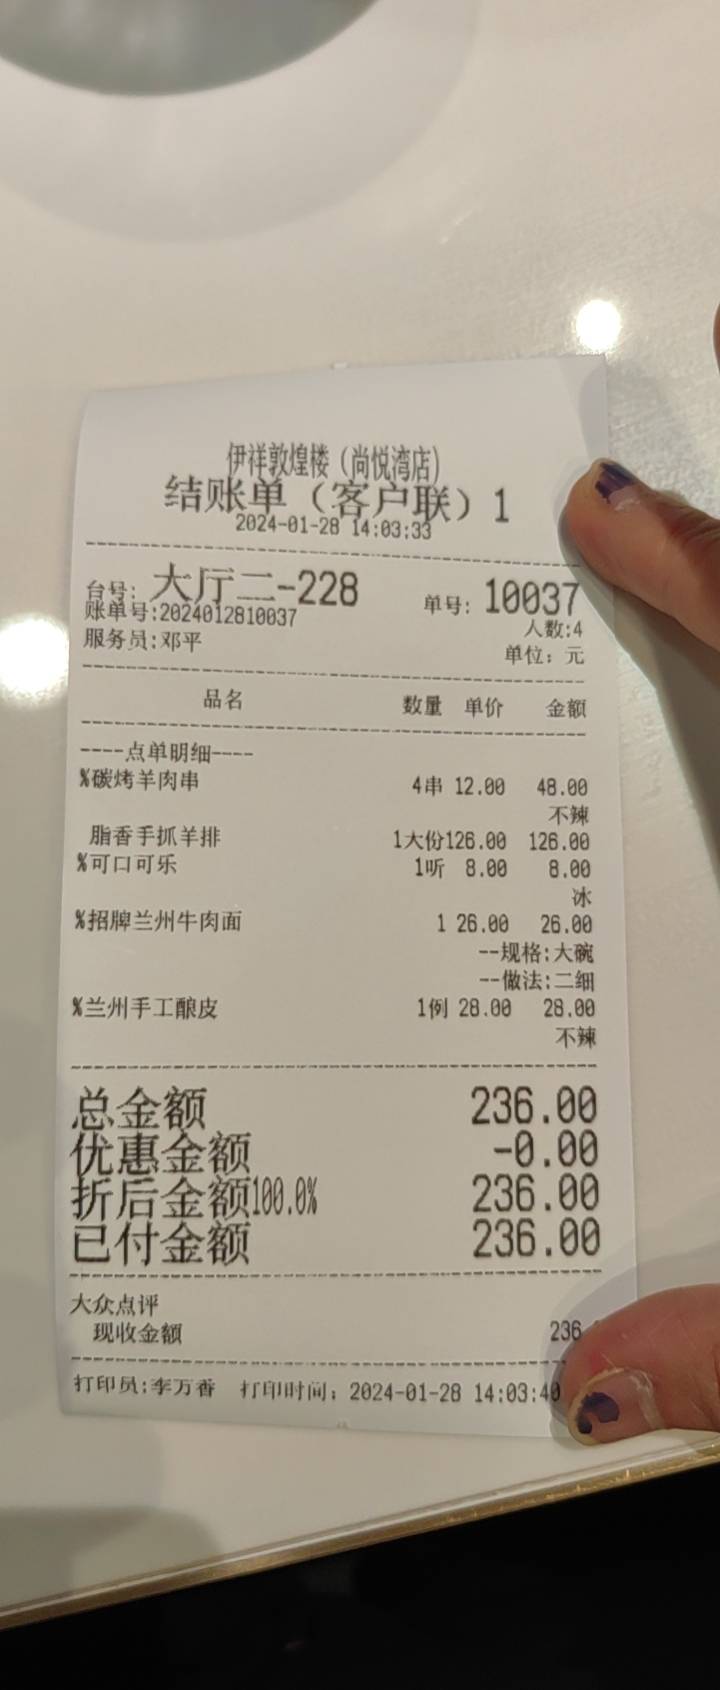 伊祥敦煌楼（尚悦湾店）
结账单（客户联）1
2024-01-28 14:03:33
台号：大厅二-228 单号：10037
账单号:2024012810037 人数:4
服务员:邓平 单位：元
品名 数量 单价 金额
----点单明细----
%碳烤羊肉串 4串 12.00 48.00
不辣
脂香手抓羊排 1大份126.00 126.00
%可口可乐 1听 8.00 8.00
冰
%招牌兰州牛肉面 1 26.00 26.00
--规格:大碗
--做法:二细
%兰州手工酿皮 1例 28.00 28.00
不辣
总金额 236.00
优惠金额 -0.00
折后金额100.0% 236.00
已付金额 236.00
大众点评
现收金额 236
打印员:李万香 打印时间：2024-01-28 14:03:40